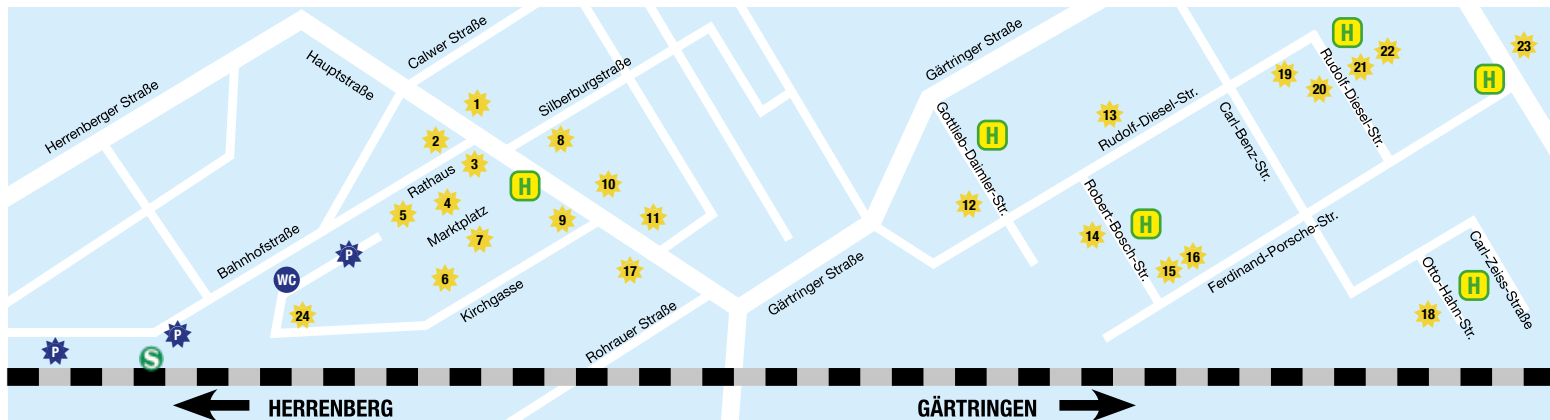 Herrenberger Straße
Hauptstraße
Calwer Straße
Silberburgstraße
1
2
3
8
H
Rathaus
4
5
Marktplatz
7
6
9
10
11
17
Bahnhofstraße
P
WC
24
Kirchgasse
Rohrauer Straße
Gärtringer Straße
P
P
S
Gärtringer Straße
Gottlieb-Daimler-Str.
H
12
13
Rudolf-Diesel-Str.
Robert-Bosch-Str.
H
14
15
16
Carl-Benz-Str.
Ferdinand-Porsche-Str.
19
20
H
Rudolf-Diesel-Str.
21
22
H
23
Otto-Hahn-Str.
Carl-Zeiss-Straße
H
18
HERRENBERG
GÄRTRINGEN